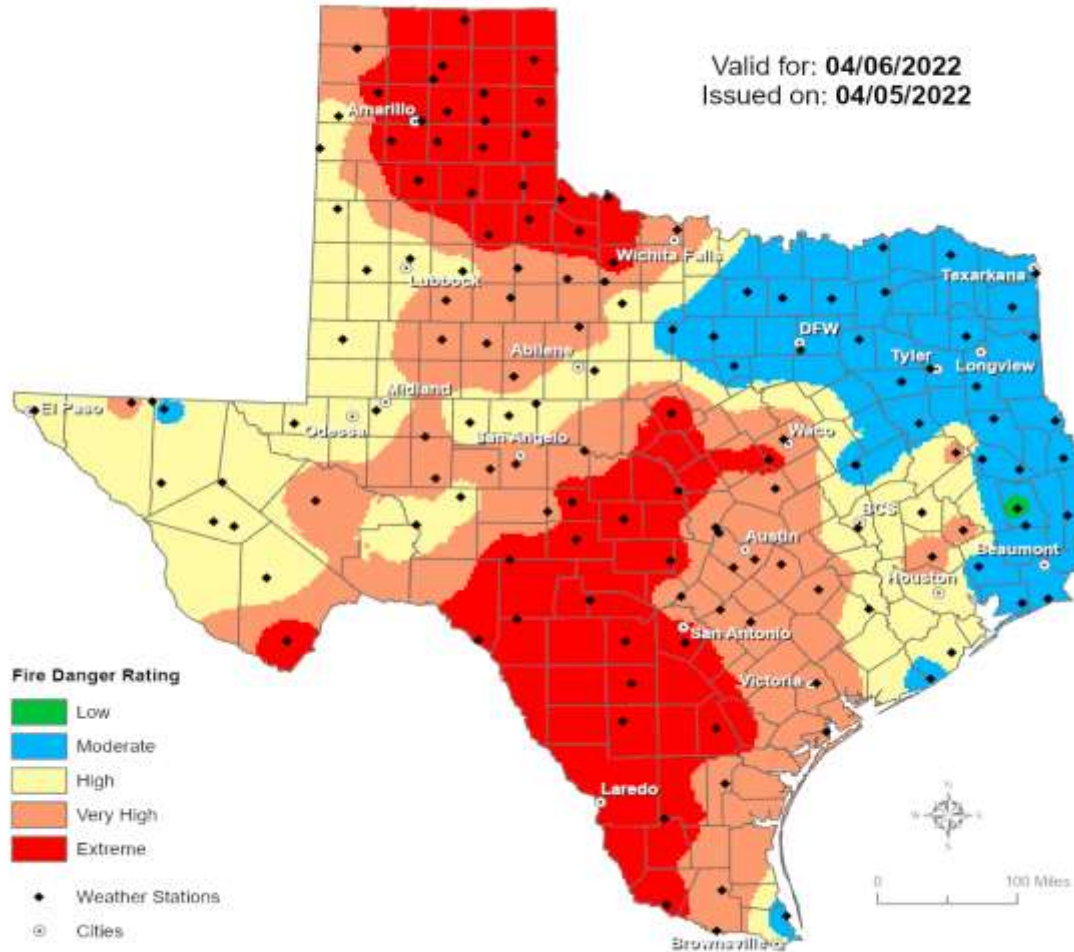 Valid for: 04/06/2022
Issued on: 04/05/2022
Amarillo
Wichita Falls
Lubbock
Texarkana
DFW
Abilene
Tyler
Longview
Midland
El Paso
Odessa
San Angelo
Waco
BCS
Austin
Beaumont
Houston
San Antonio
Victoria
Laredo
Brownsville
Fire Danger Rating
Low
Moderate
High
Very High
Extreme
Weather Stations
Cities
N
W
E
S
0 100 Miles